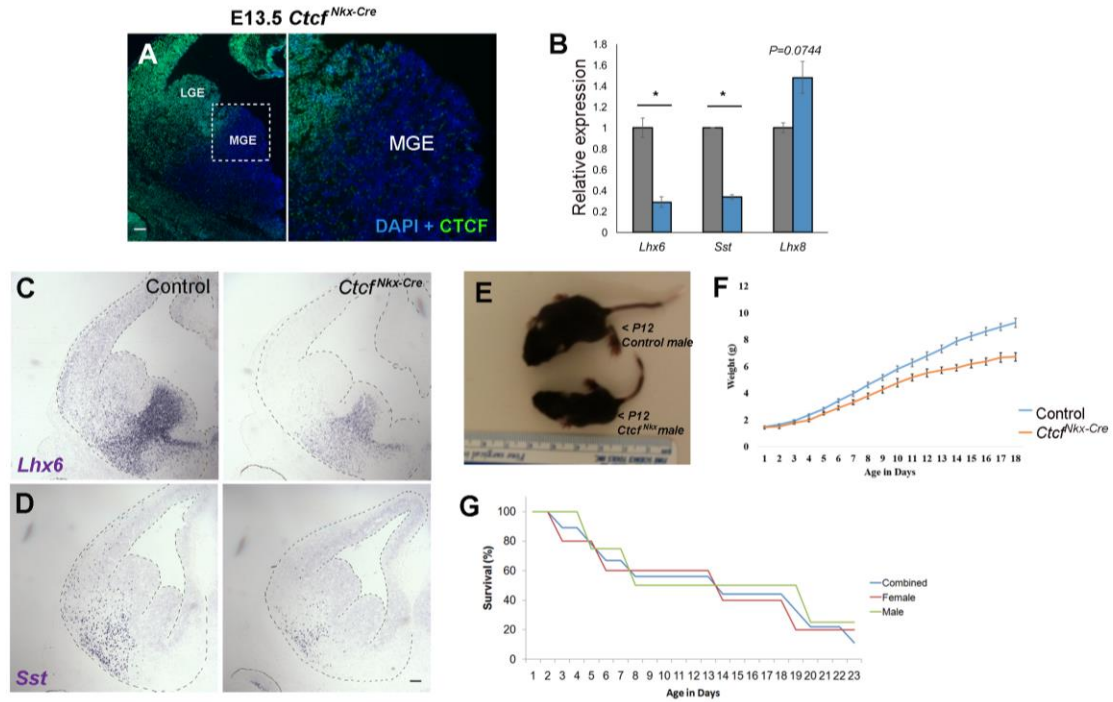 E13.5 Ctcf Nkx-Cre
A
LGE
MGE
MGE
DAPI + CTCF
B
P=0.0744
*
*
Relative expression
1.8
1.6
1.4
1.2
1
0.8
0.6
0.4
0.2
0
Lhx6 Sst Lhx8
C
Control
Ctcf Nkx-Cre
Lhx6
D
Sst
E
< P12
Control male
< P12
Ctcf Nkx male
F
Weight (g)
12
10
8
6
4
2
0
1 2 3 4 5 6 7 8 9 10 11 12 13 14 15 16 17 18
Age in Days
Control
Ctcf Nkx-Cre
G
Survival (%)
100
80
60
40
20
0
1 2 3 4 5 6 7 8 9 10 11 12 13 14 15 16 17 18 19 20 21 22 23
Age in Days
Combined
Female
Male